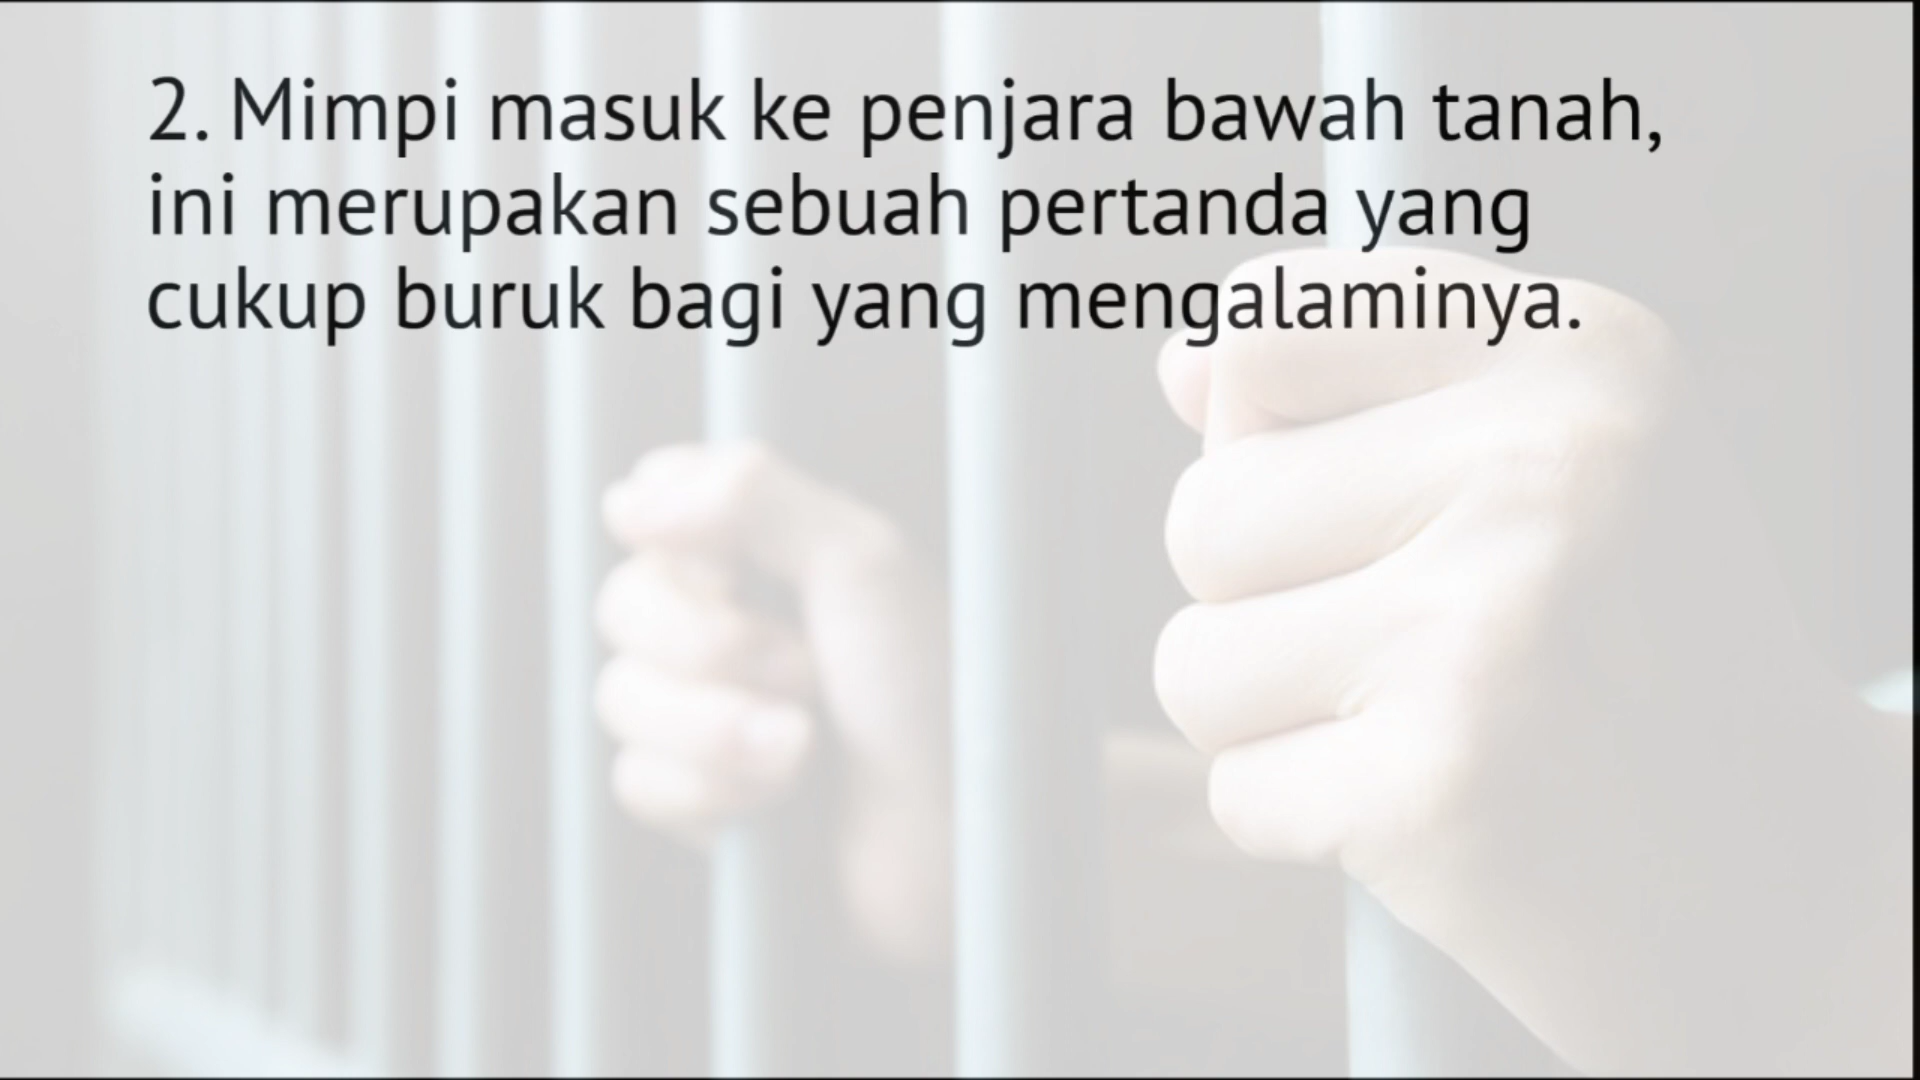 2. Mimpi masuk ke penjara bawah tanah,
ini merupakan sebuah pertanda yang
cukup buruk bagi yang mengalaminya.